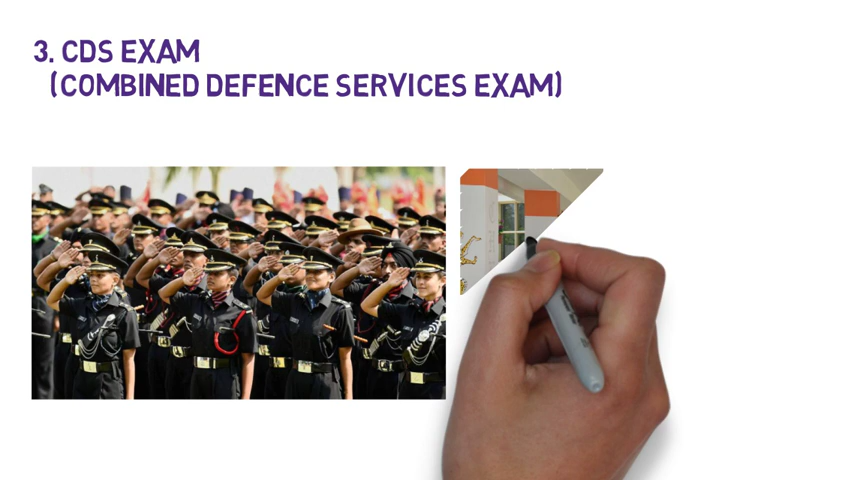 3. CDS EXAM
(COMBINED DEFENCE SERVICES EXAM)